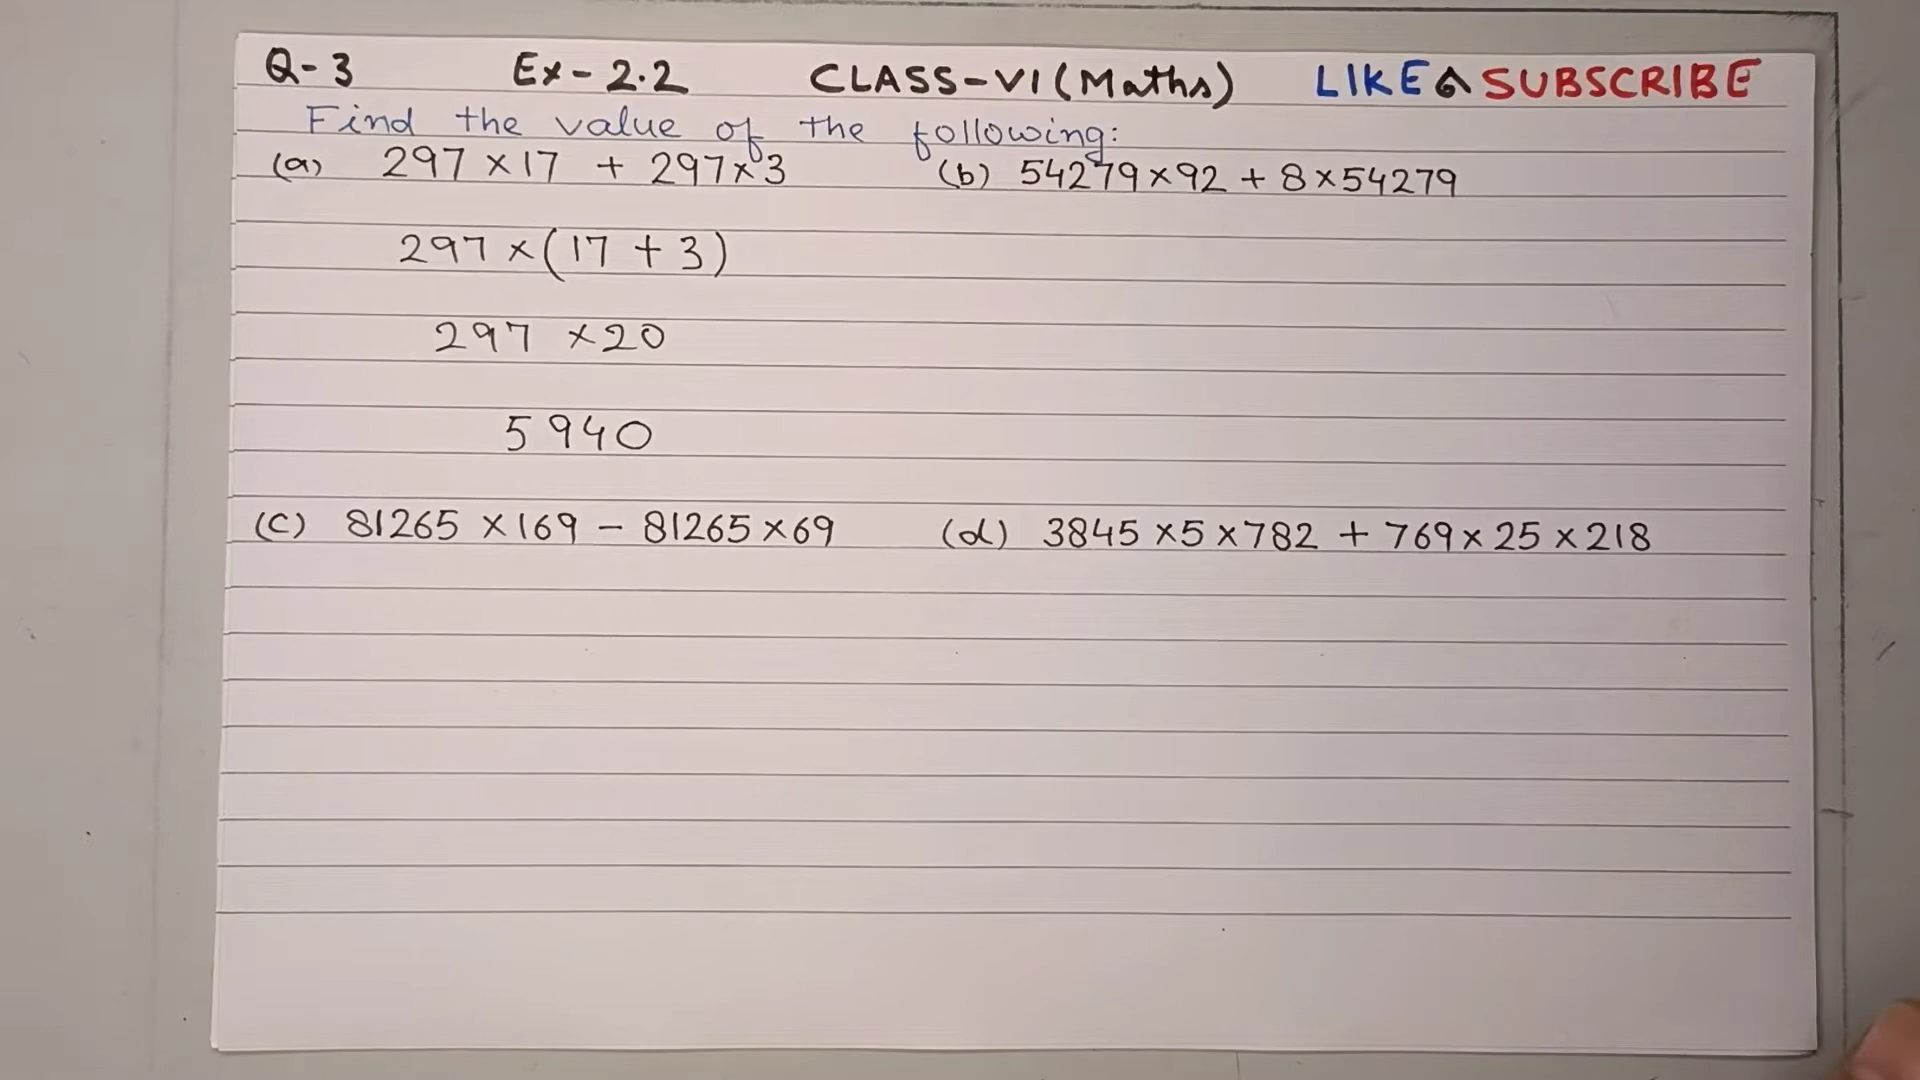 Q-3 Ex-2.2 CLASS-VI (Maths) LIKE & SUBSCRIBE
Find the value of the following:
(a) 297 × 17 + 297 × 3 (b) 54279 × 92 + 8 × 54279
297 × (17 + 3)
297 × 20
5940
(C) 81265 × 169 - 81265 × 69 (d) 3845 × 5 × 782 + 769 × 25 × 218